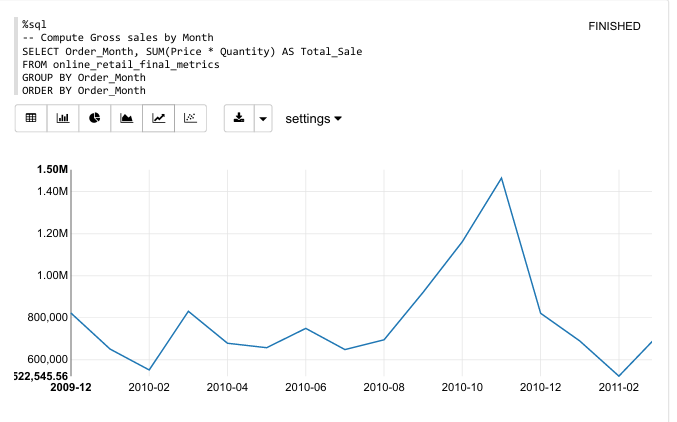 %sql
FINISHED
-- Compute Gross sales by Month
SELECT Order_Month, SUM(Price * Quantity) AS Total_Sale
FROM online_retail_final_metrics
GROUP BY Order_Month
ORDER BY Order_Month
settings
1.50M
1.40M
1.20M
1.00M
800,000
600,000
522,545.56
2009-12 2010-02 2010-04 2010-06 2010-08 2010-10 2010-12 2011-02